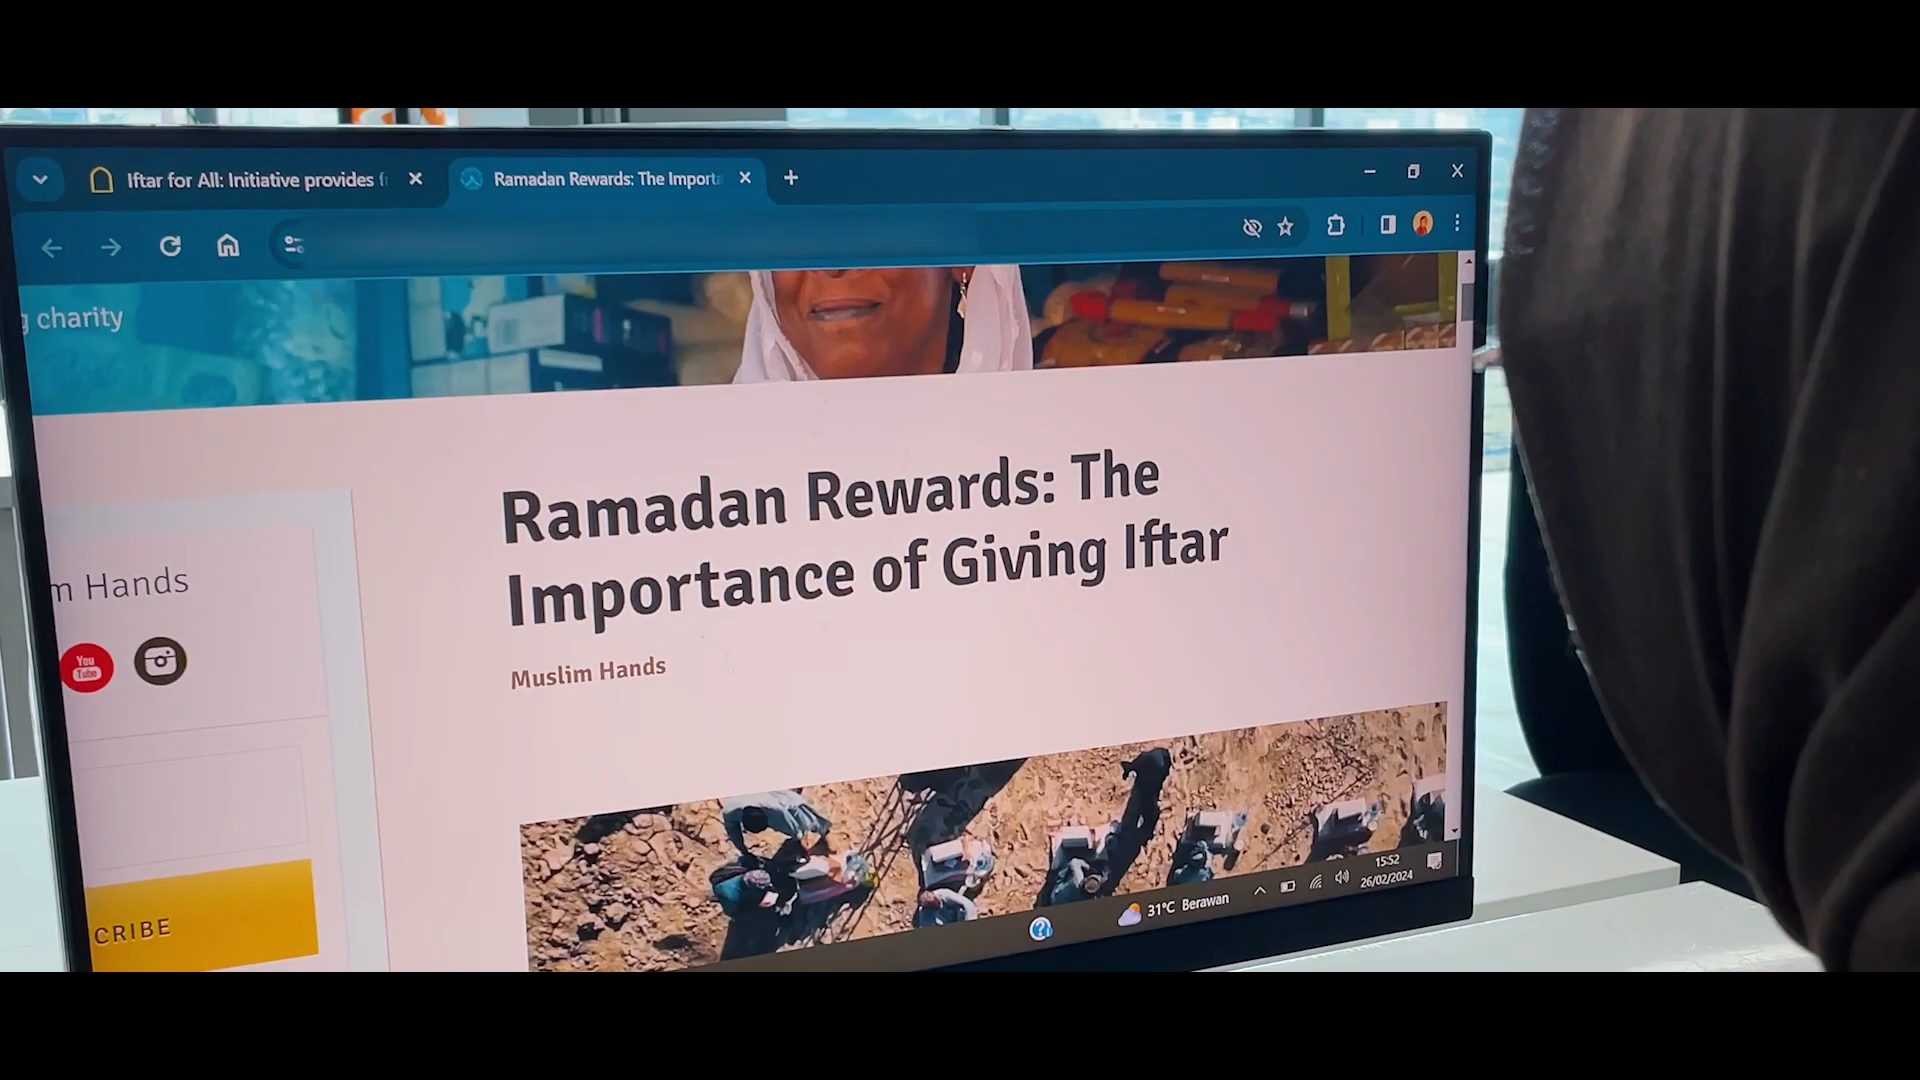 Iftar for All: Initiative provides
Ramadan Rewards: The Import
charity
Ramadan Rewards: The
Importance of Giving Iftar
Muslim Hands
Hands
You
Tube
CRIBE
31°C Berawan
15:52
26/02/2024